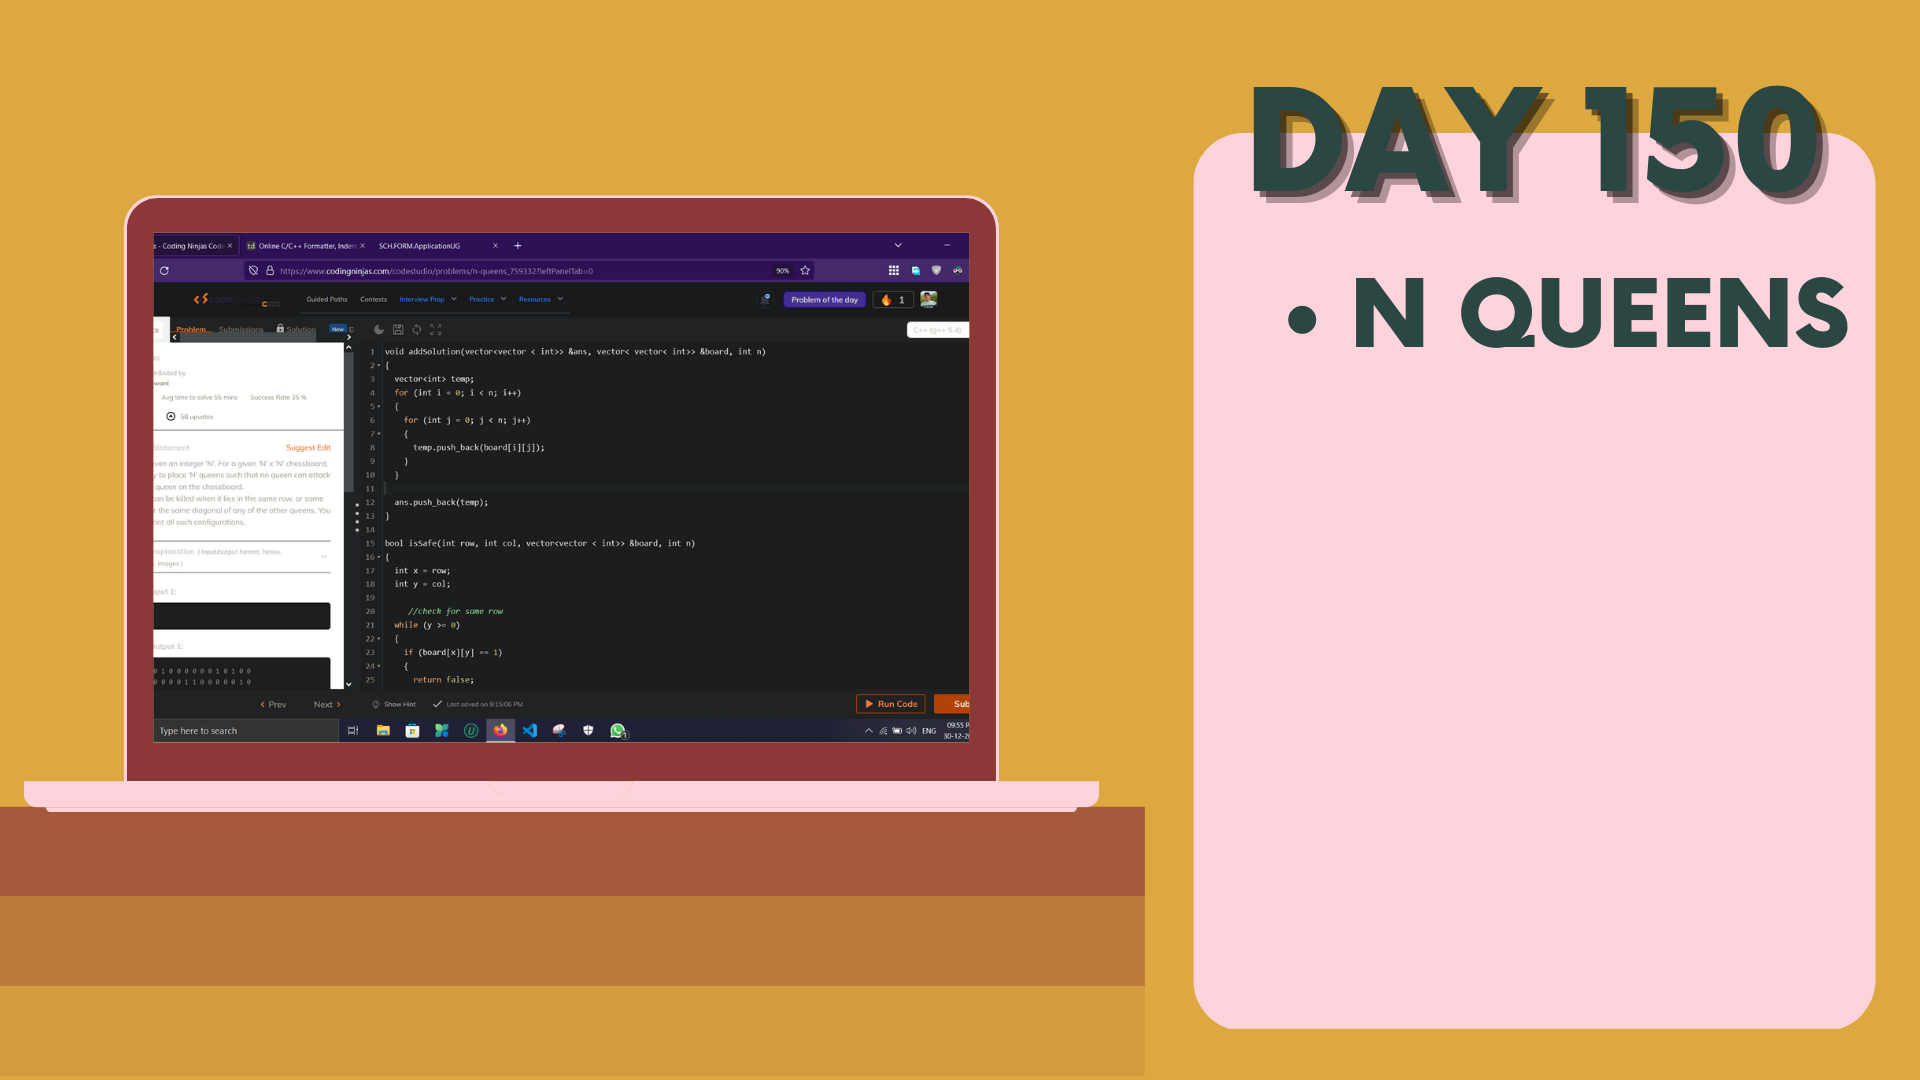 DAY 150
• N QUEENS
s - Coding Ninjas Code ×
td Online C/C++ Formatter, Inden ×
SCH.FORM.ApplicationUG ×
+
https://www.codingninjas.com/codestudio/problems/n-queens_759332?leftPanelTab=0
90%
Guided Paths Contests Interview Prep Practice Resources
Problem of the day 1
Problem Submissions Solution New D
C++ (g++ 5.4)
tributed by
wani
Avg time to solve 55 mins Success Rate 35 %
58 upvotes
Statement Suggest Edit
ven an integer 'N'. For a given 'N' x 'N' chessboard,
y to place 'N' queens such that no queen can attack
queen on the chessboard.
can be killed when it lies in the same row, or same
r the same diagonal of any of the other queens. You
rint all such configurations.
explanation ( Input/output format, Notes,
, Images )
put 1:
utput 1:
0 1 0 0 0 0 0 0 1 0 1 0 0
0 0 0 0 1 1 0 0 0 0 0 1 0
1 void addSolution(vector<vector < int>> &ans, vector< vector< int>> &board, int n)
2 {
3 vector<int> temp;
4 for (int i = 0; i < n; i++)
5 {
6 for (int j = 0; j < n; j++)
7 {
8 temp.push_back(board[i][j]);
9 }
10 }
11
12 ans.push_back(temp);
13 }
14
15 bool isSafe(int row, int col, vector<vector < int>> &board, int n)
16 {
17 int x = row;
18 int y = col;
19
20 //check for same row
21 while (y >= 0)
22 {
23 if (board[x][y] == 1)
24 {
25 return false;
Prev Next Show Hint Last saved on 9:15:06 PM Run Code Sub
Type here to search
ENG
09:55 P
30-12-2